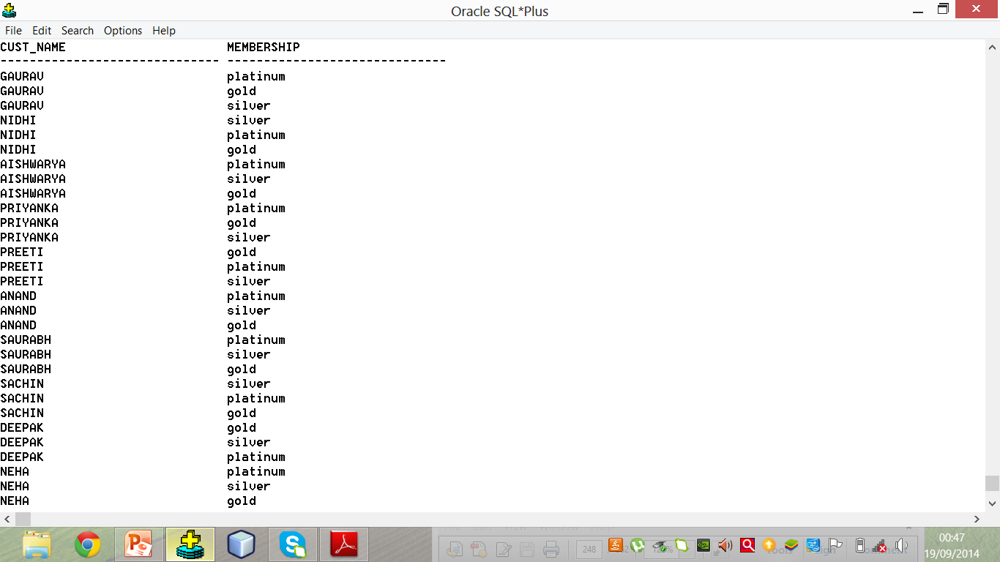 Oracle SQL*Plus
File Edit Search Options Help
CUST_NAME MEMBERSHIP
------------------------------ ------------------------------
GAURAV platinum
GAURAV gold
GAURAV silver
NIDHI silver
NIDHI platinum
NIDHI gold
AISHWARYA platinum
AISHWARYA silver
AISHWARYA gold
PRIYANKA platinum
PRIYANKA gold
PRIYANKA silver
PREETI gold
PREETI platinum
PREETI silver
ANAND platinum
ANAND silver
ANAND gold
SAURABH platinum
SAURABH silver
SAURABH gold
SACHIN silver
SACHIN platinum
SACHIN gold
DEEPAK gold
DEEPAK silver
DEEPAK platinum
NEHA platinum
NEHA silver
NEHA gold
248
00:47
19/09/2014